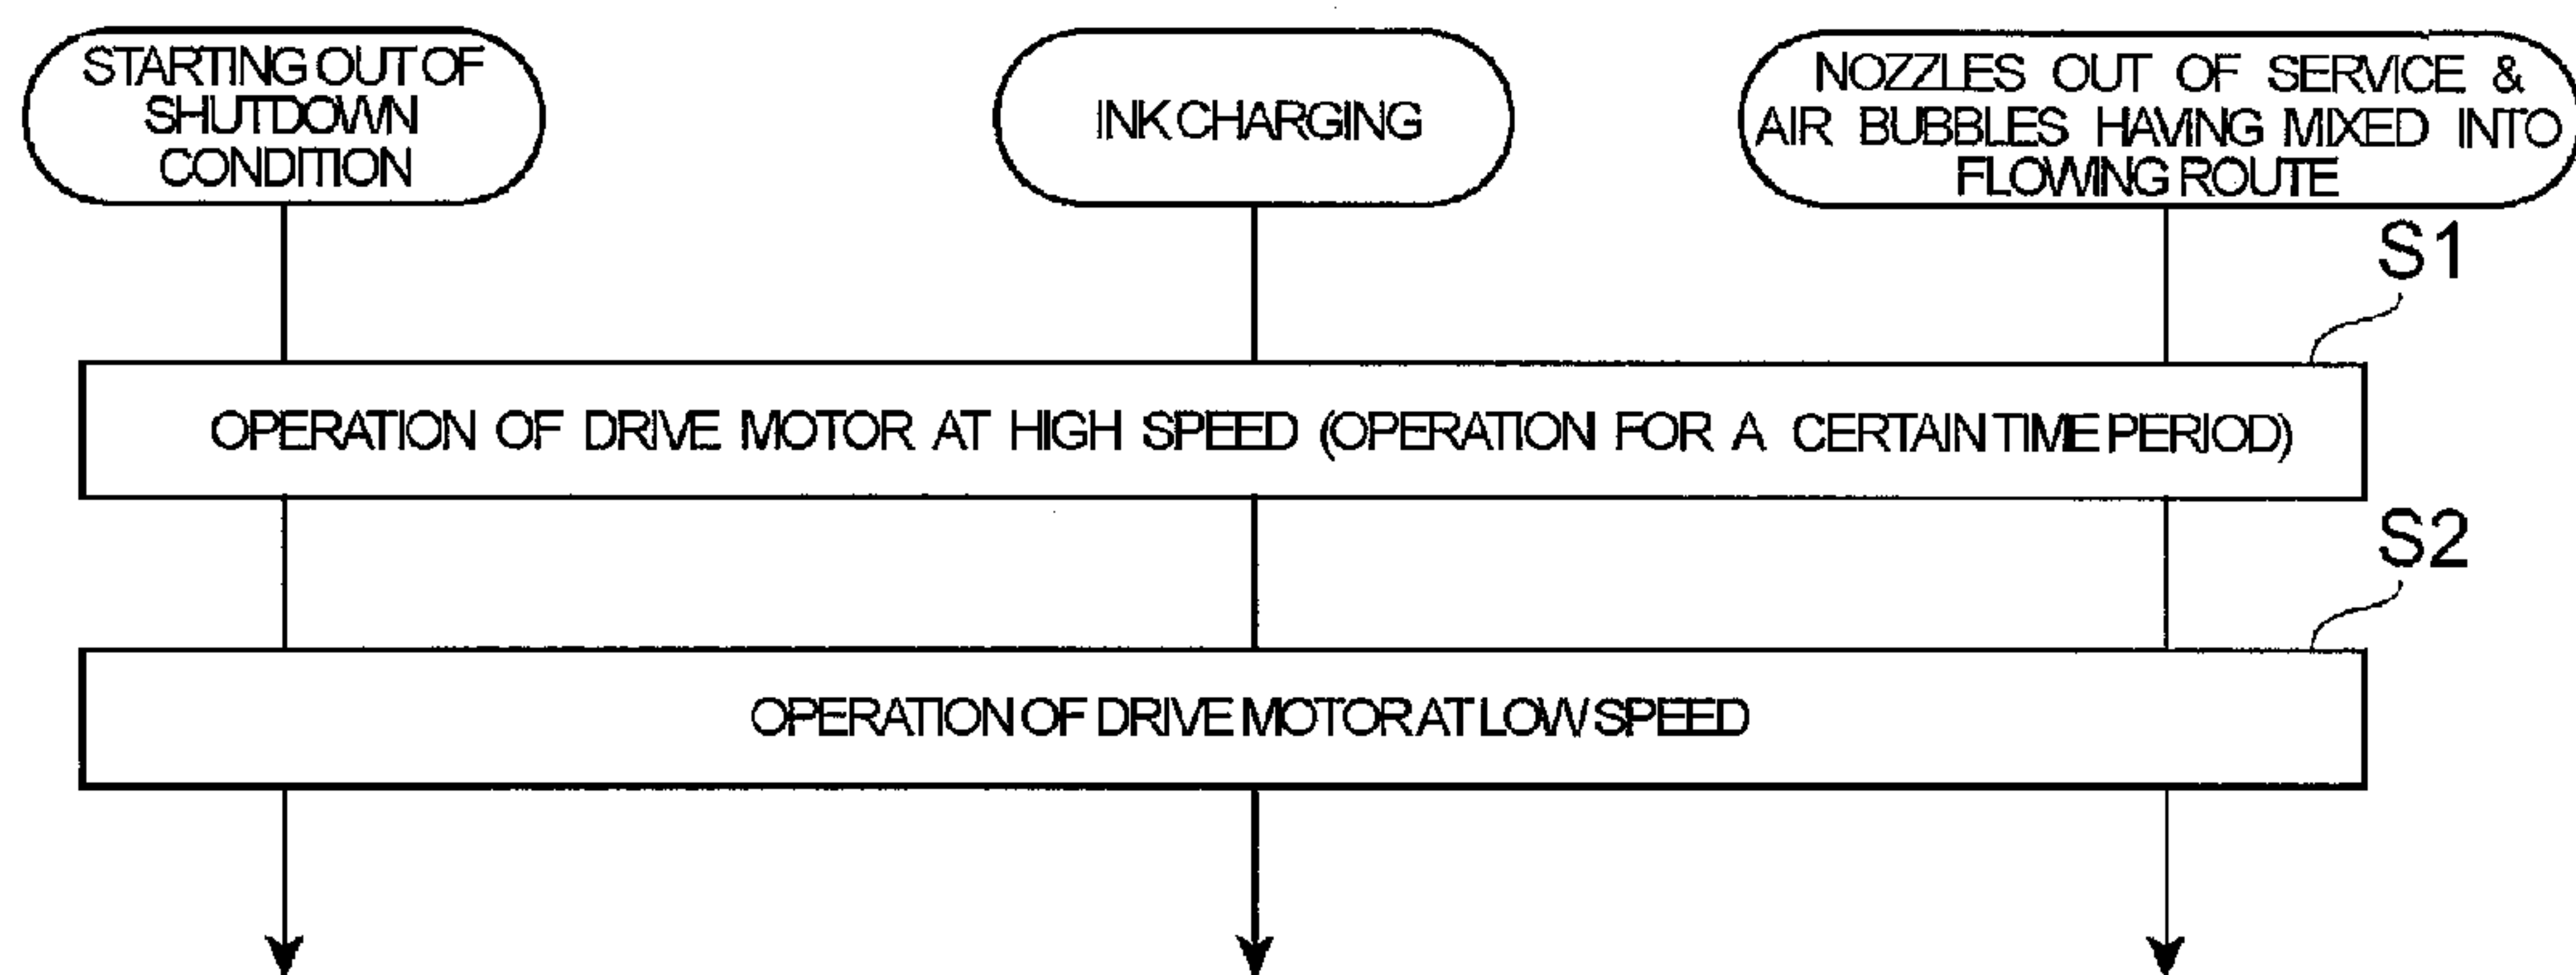 STARTING OUT OF
SHUTDOWN
CONDITION
INK CHARGING
NOZZLES OUT OF SERVICE &
AIR BUBBLES HAVING MIXED INTO
FLOWING ROUTE
S1
OPERATION OF DRIVE MOTOR AT HIGH SPEED (OPERATION FOR A CERTAIN TIME PERIOD)
S2
OPERATION OF DRIVE MOTOR AT LOW SPEED